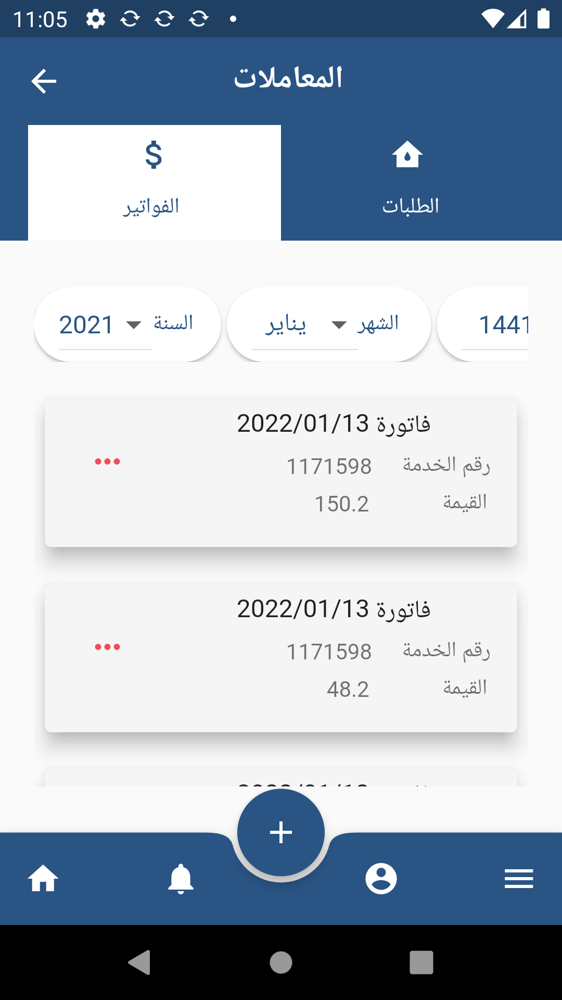 11:05
المعاملات
الفواتير
الطلبات
2021 السنة
يناير الشهر
1441
فاتورة 2022/01/13
رقم الخدمة 1171598
القيمة 150.2
فاتورة 2022/01/13
رقم الخدمة 1171598
القيمة 48.2